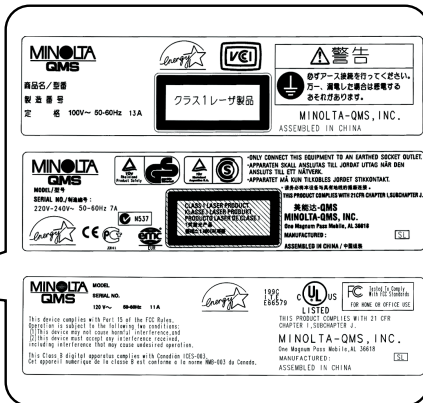 MINOLTA
QMS
energy
VCCI
警告
商品名/型番
製造番号
定 格 100V~ 50-60Hz 13A
クラス1レーザ製品
必ずアース接続を行ってください。
万一、漏電した場合は感電する
おそれがあります。
MINOLTA-QMS, INC.
ASSEMBLED IN CHINA
MINOLTA
QMS
MODEL/型号
SERIAL NO./制造编号:
220V-240V~ 50-60Hz 7A
energy
N537
CLASS 1 LASER PRODUCT
KLASSE 1 LASER PRODUKT
PRODUCTO LASER DE CLASE 1
·ONLY CONNECT THIS EQUIPMENT TO AN EARTHED SOCKET OUTLET.
·APPARATEN SKALL ANSLUTAS TILL JORDAT UTTAG NÄR DEN
ANSLUTS TILL ETT NÄTVERK.
·APPARATET MÅ KUN TILKOBLES JORDET STIKKONTAKT.
THIS PRODUCT COMPLIES WITH 21CFR CHAPTER I,SUBCHAPTER J.
美能达-QMS
MINOLTA-QMS, INC.
One Magnum Pass Mobile, AL 36618
MANUFACTURED: SL
ASSEMBLED IN CHINA / 中国组装
MINOLTA
QMS
MODEL
SERIAL NO.
120 V~ 50-60Hz 11A
energy
199C
I.T.E.
E66579
C UL US
LISTED
FC Tested To Comply
With FCC Standards
FOR HOME OR OFFICE USE
This device complies with Part 15 of the FCC Rules.
Operation is subject to the following two conditions:
(1)This device may not cause harmful interference,and
(2)this device must accept any interference received,
including interference that may cause undesired operation.
This Class B digital apparatus complies with Canadian ICES-003.
Cet appareil numérique de la classe B est conforme a la norme NMB-003 du Canada.
THIS PRODUCT COMPLIES WITH 21 CFR
CHAPTER I,SUBCHAPTER J.
MINOLTA-QMS, INC.
One Magnum Pass Mobile, AL 36618
MANUFACTURED: SL
ASSEMBLED IN CHINA